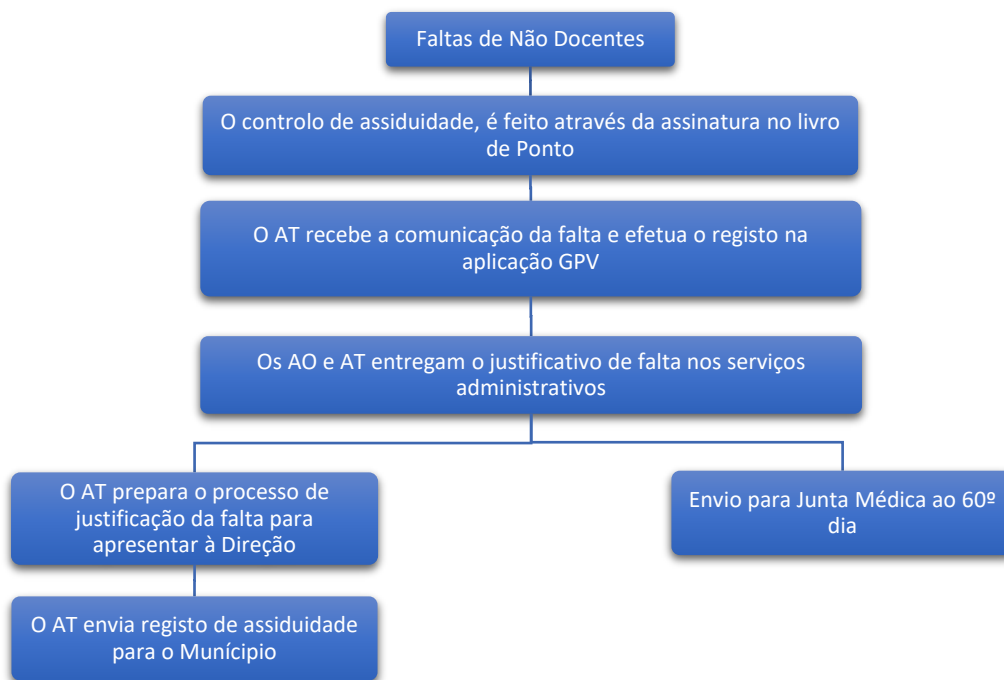 Faltas de Não Docentes
O controlo de assiduidade, é feito através da assinatura no livro
de Ponto
O AT recebe a comunicação da falta e efetua o registo na
aplicação GPV
Os AO e AT entregam o justificativo de falta nos serviços
administrativos
O AT prepara o processo de
justificação da falta para
apresentar à Direção
Envio para Junta Médica ao 60º
dia
O AT envia registo de assiduidade
para o Munícipio